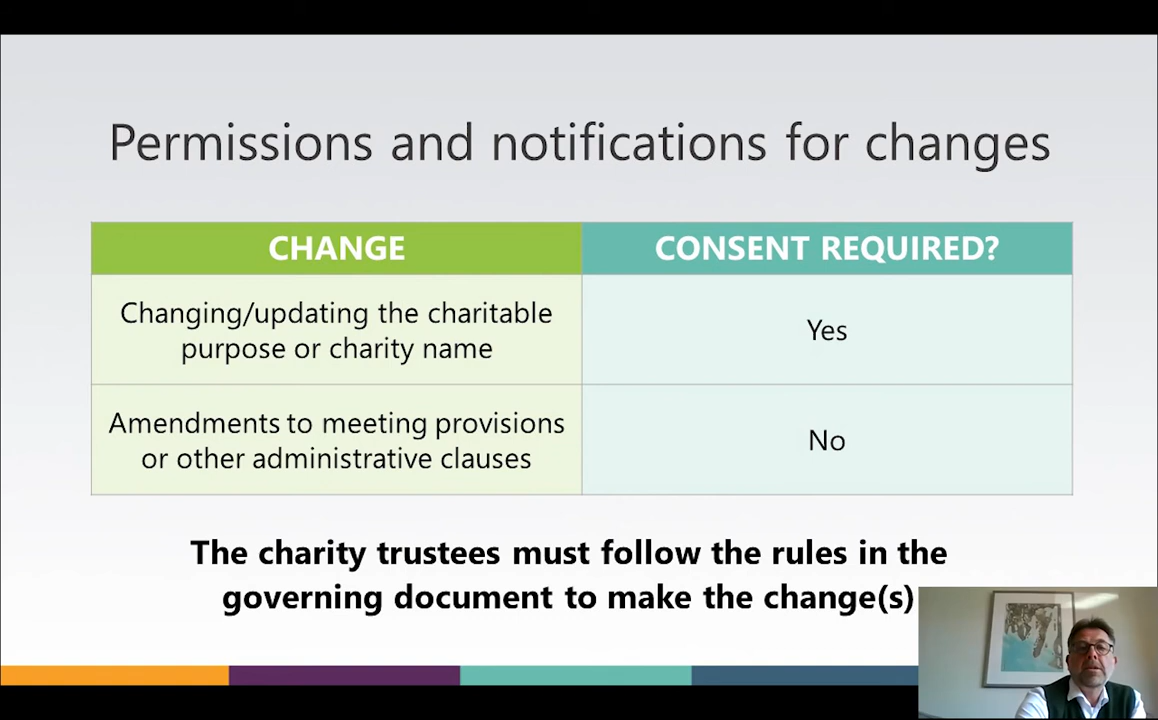 Permissions and notifications for changes
CHANGE
CONSENT REQUIRED?
Changing/updating the charitable
purpose or charity name
Yes
Amendments to meeting provisions
or other administrative clauses
No
The charity trustees must follow the rules in the
governing document to make the change(s)